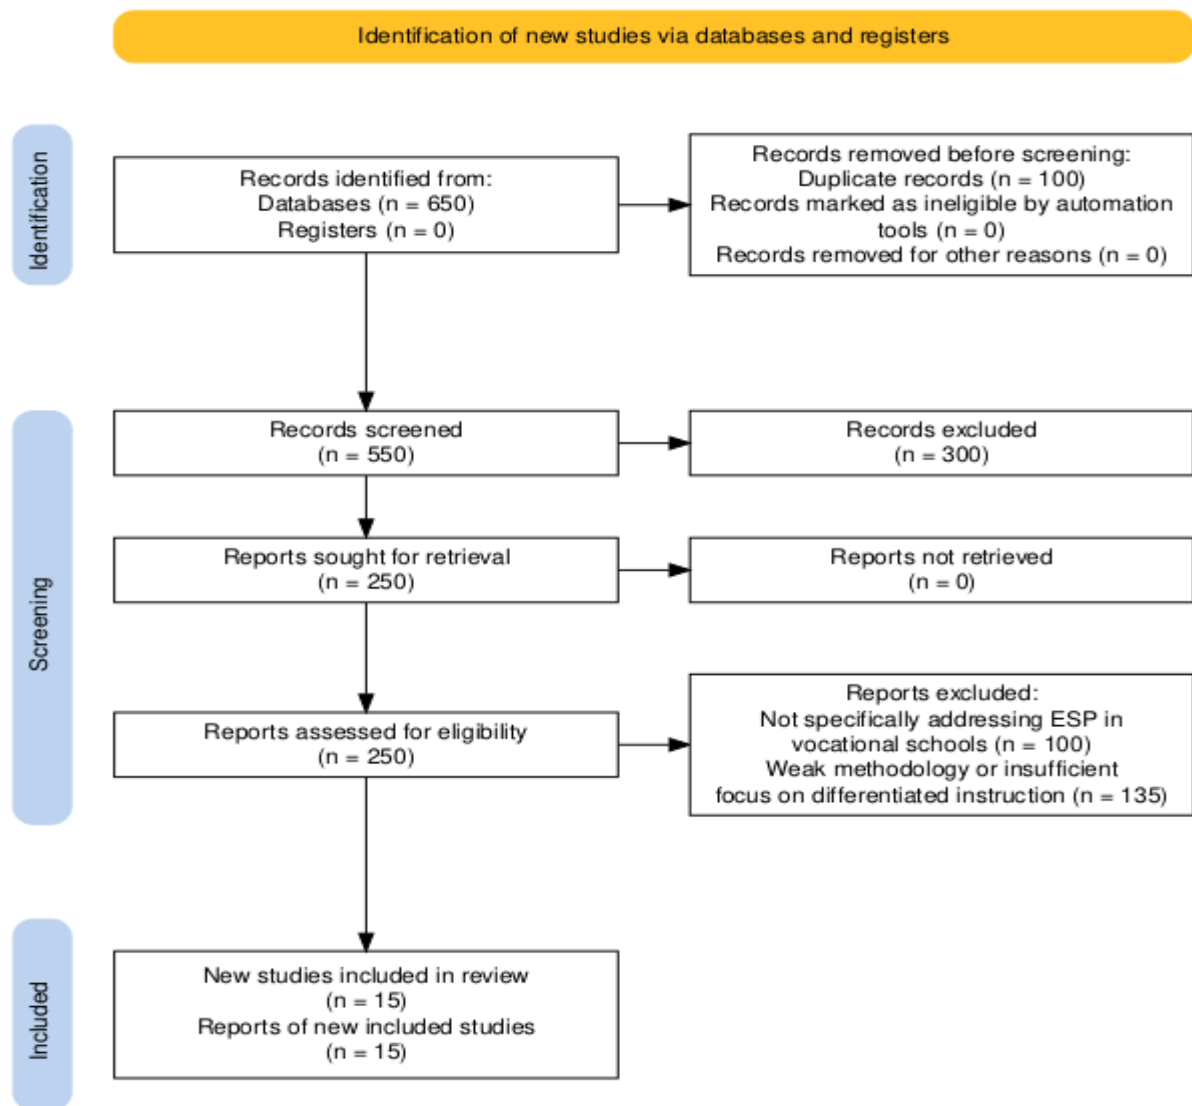 Identification of new studies via databases and registers
Identification
Records identified from:
Databases (n = 650)
Registers (n = 0)
Records removed before screening:
Duplicate records (n = 100)
Records marked as ineligible by automation
tools (n = 0)
Records removed for other reasons (n = 0)
Screening
Records screened
(n = 550)
Records excluded
(n = 300)
Reports sought for retrieval
(n = 250)
Reports not retrieved
(n = 0)
Reports assessed for eligibility
(n = 250)
Reports excluded:
Not specifically addressing ESP in
vocational schools (n = 100)
Weak methodology or insufficient
focus on differentiated instruction (n = 135)
Included
New studies included in review
(n = 15)
Reports of new included studies
(n = 15)